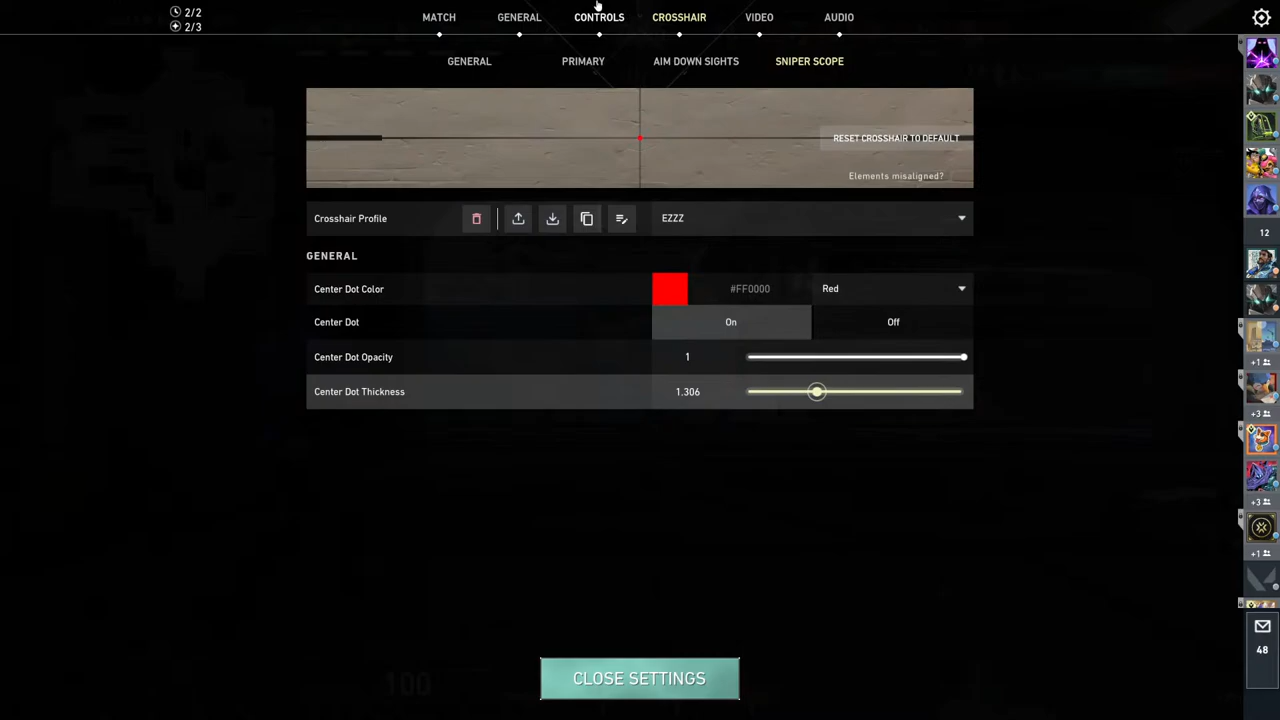 2/2
2/3
MATCH GENERAL CONTROLS CROSSHAIR VIDEO AUDIO
GENERAL PRIMARY AIM DOWN SIGHTS SNIPER SCOPE
RESET CROSSHAIR TO DEFAULT
Elements misaligned?
Crosshair Profile EZZZ
GENERAL
Center Dot Color #FF0000 Red
Center Dot On Off
Center Dot Opacity 1
Center Dot Thickness 1.306
CLOSE SETTINGS
100
12
+1
+3
+3
+1
48